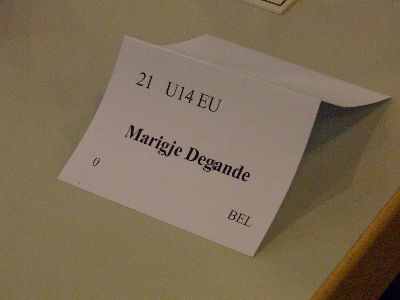 21 U14 EU
Marigje Degande
0
BEL